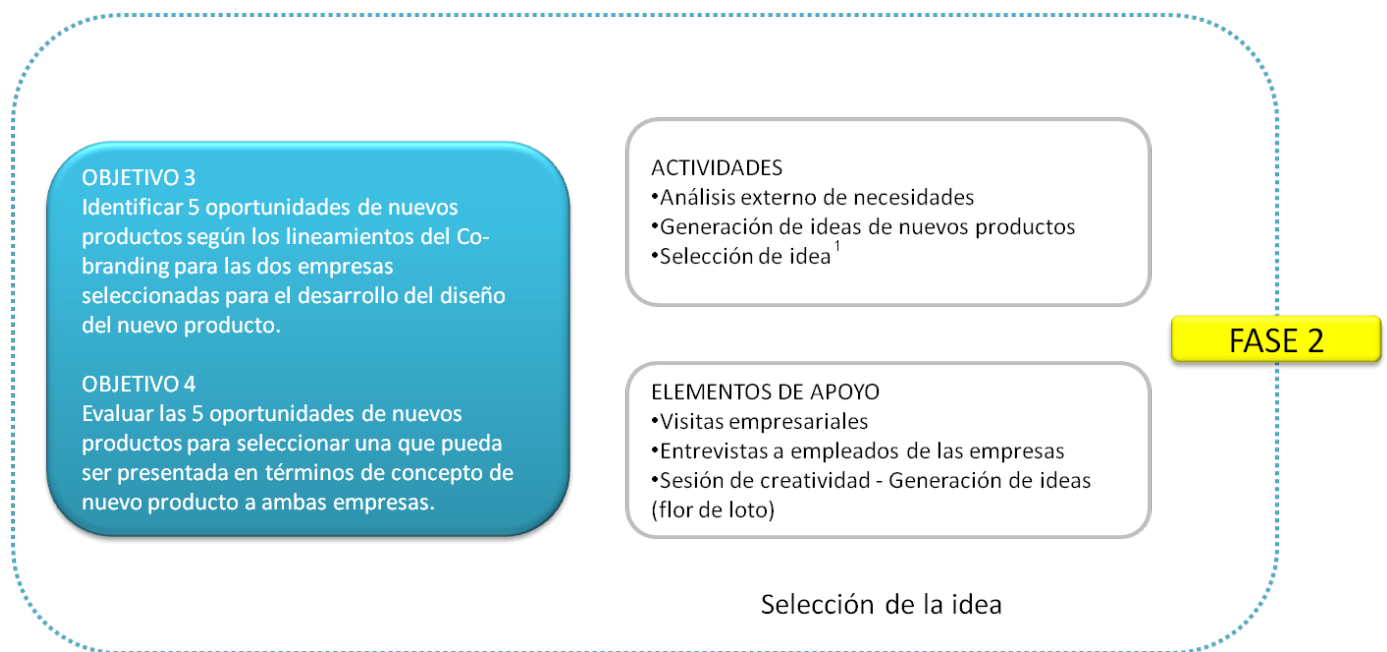 OBJETIVO 3
Identificar 5 oportunidades de nuevos
productos según los lineamientos del Co-
branding para las dos empresas
seleccionadas para el desarrollo del diseño
del nuevo producto.
OBJETIVO 4
Evaluar las 5 oportunidades de nuevos
productos para seleccionar una que pueda
ser presentada en términos de concepto de
nuevo producto a ambas empresas.
ACTIVIDADES
•Análisis externo de necesidades
•Generación de ideas de nuevos productos
•Selección de idea¹
ELEMENTOS DE APOYO
•Visitas empresariales
•Entrevistas a empleados de las empresas
•Sesión de creatividad - Generación de ideas
(flor de loto)
FASE 2
Selección de la idea